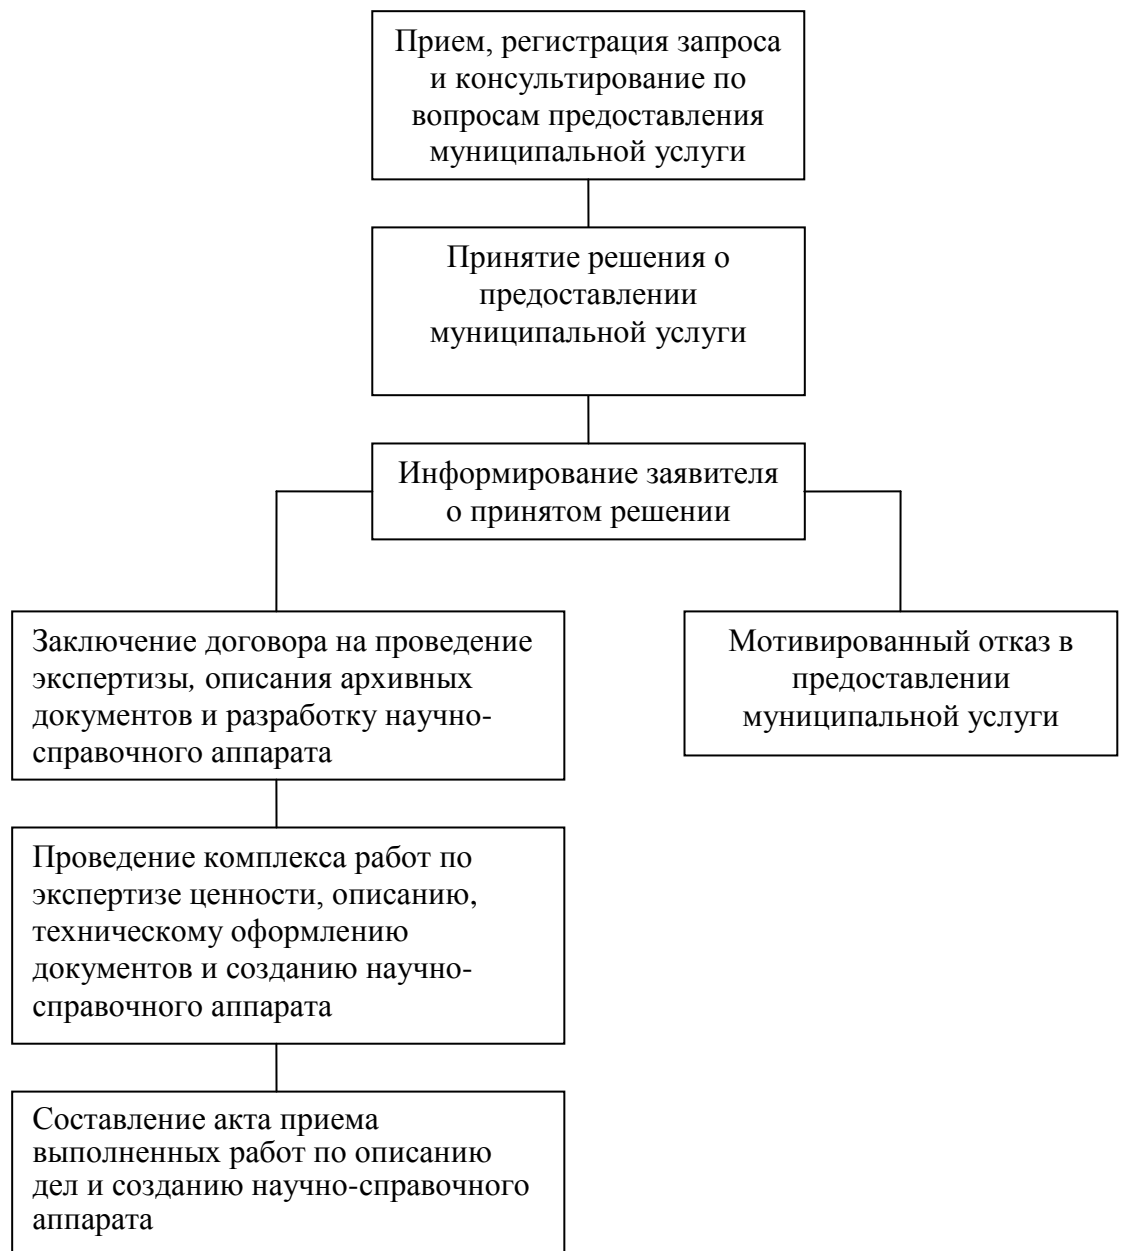 Прием, регистрация запроса
и консультирование по
вопросам предоставления
муниципальной услуги
Принятие решения о
предоставлении
муниципальной услуги
Информирование заявителя
о принятом решении
Заключение договора на проведение
экспертизы, описания архивных
документов и разработку научно-
справочного аппарата
Мотивированный отказ в
предоставлении
муниципальной услуги
Проведение комплекса работ по
экспертизе ценности, описанию,
техническому оформлению
документов и созданию научно-
справочного аппарата
Составление акта приема
выполненных работ по описанию
дел и созданию научно-справочного
аппарата